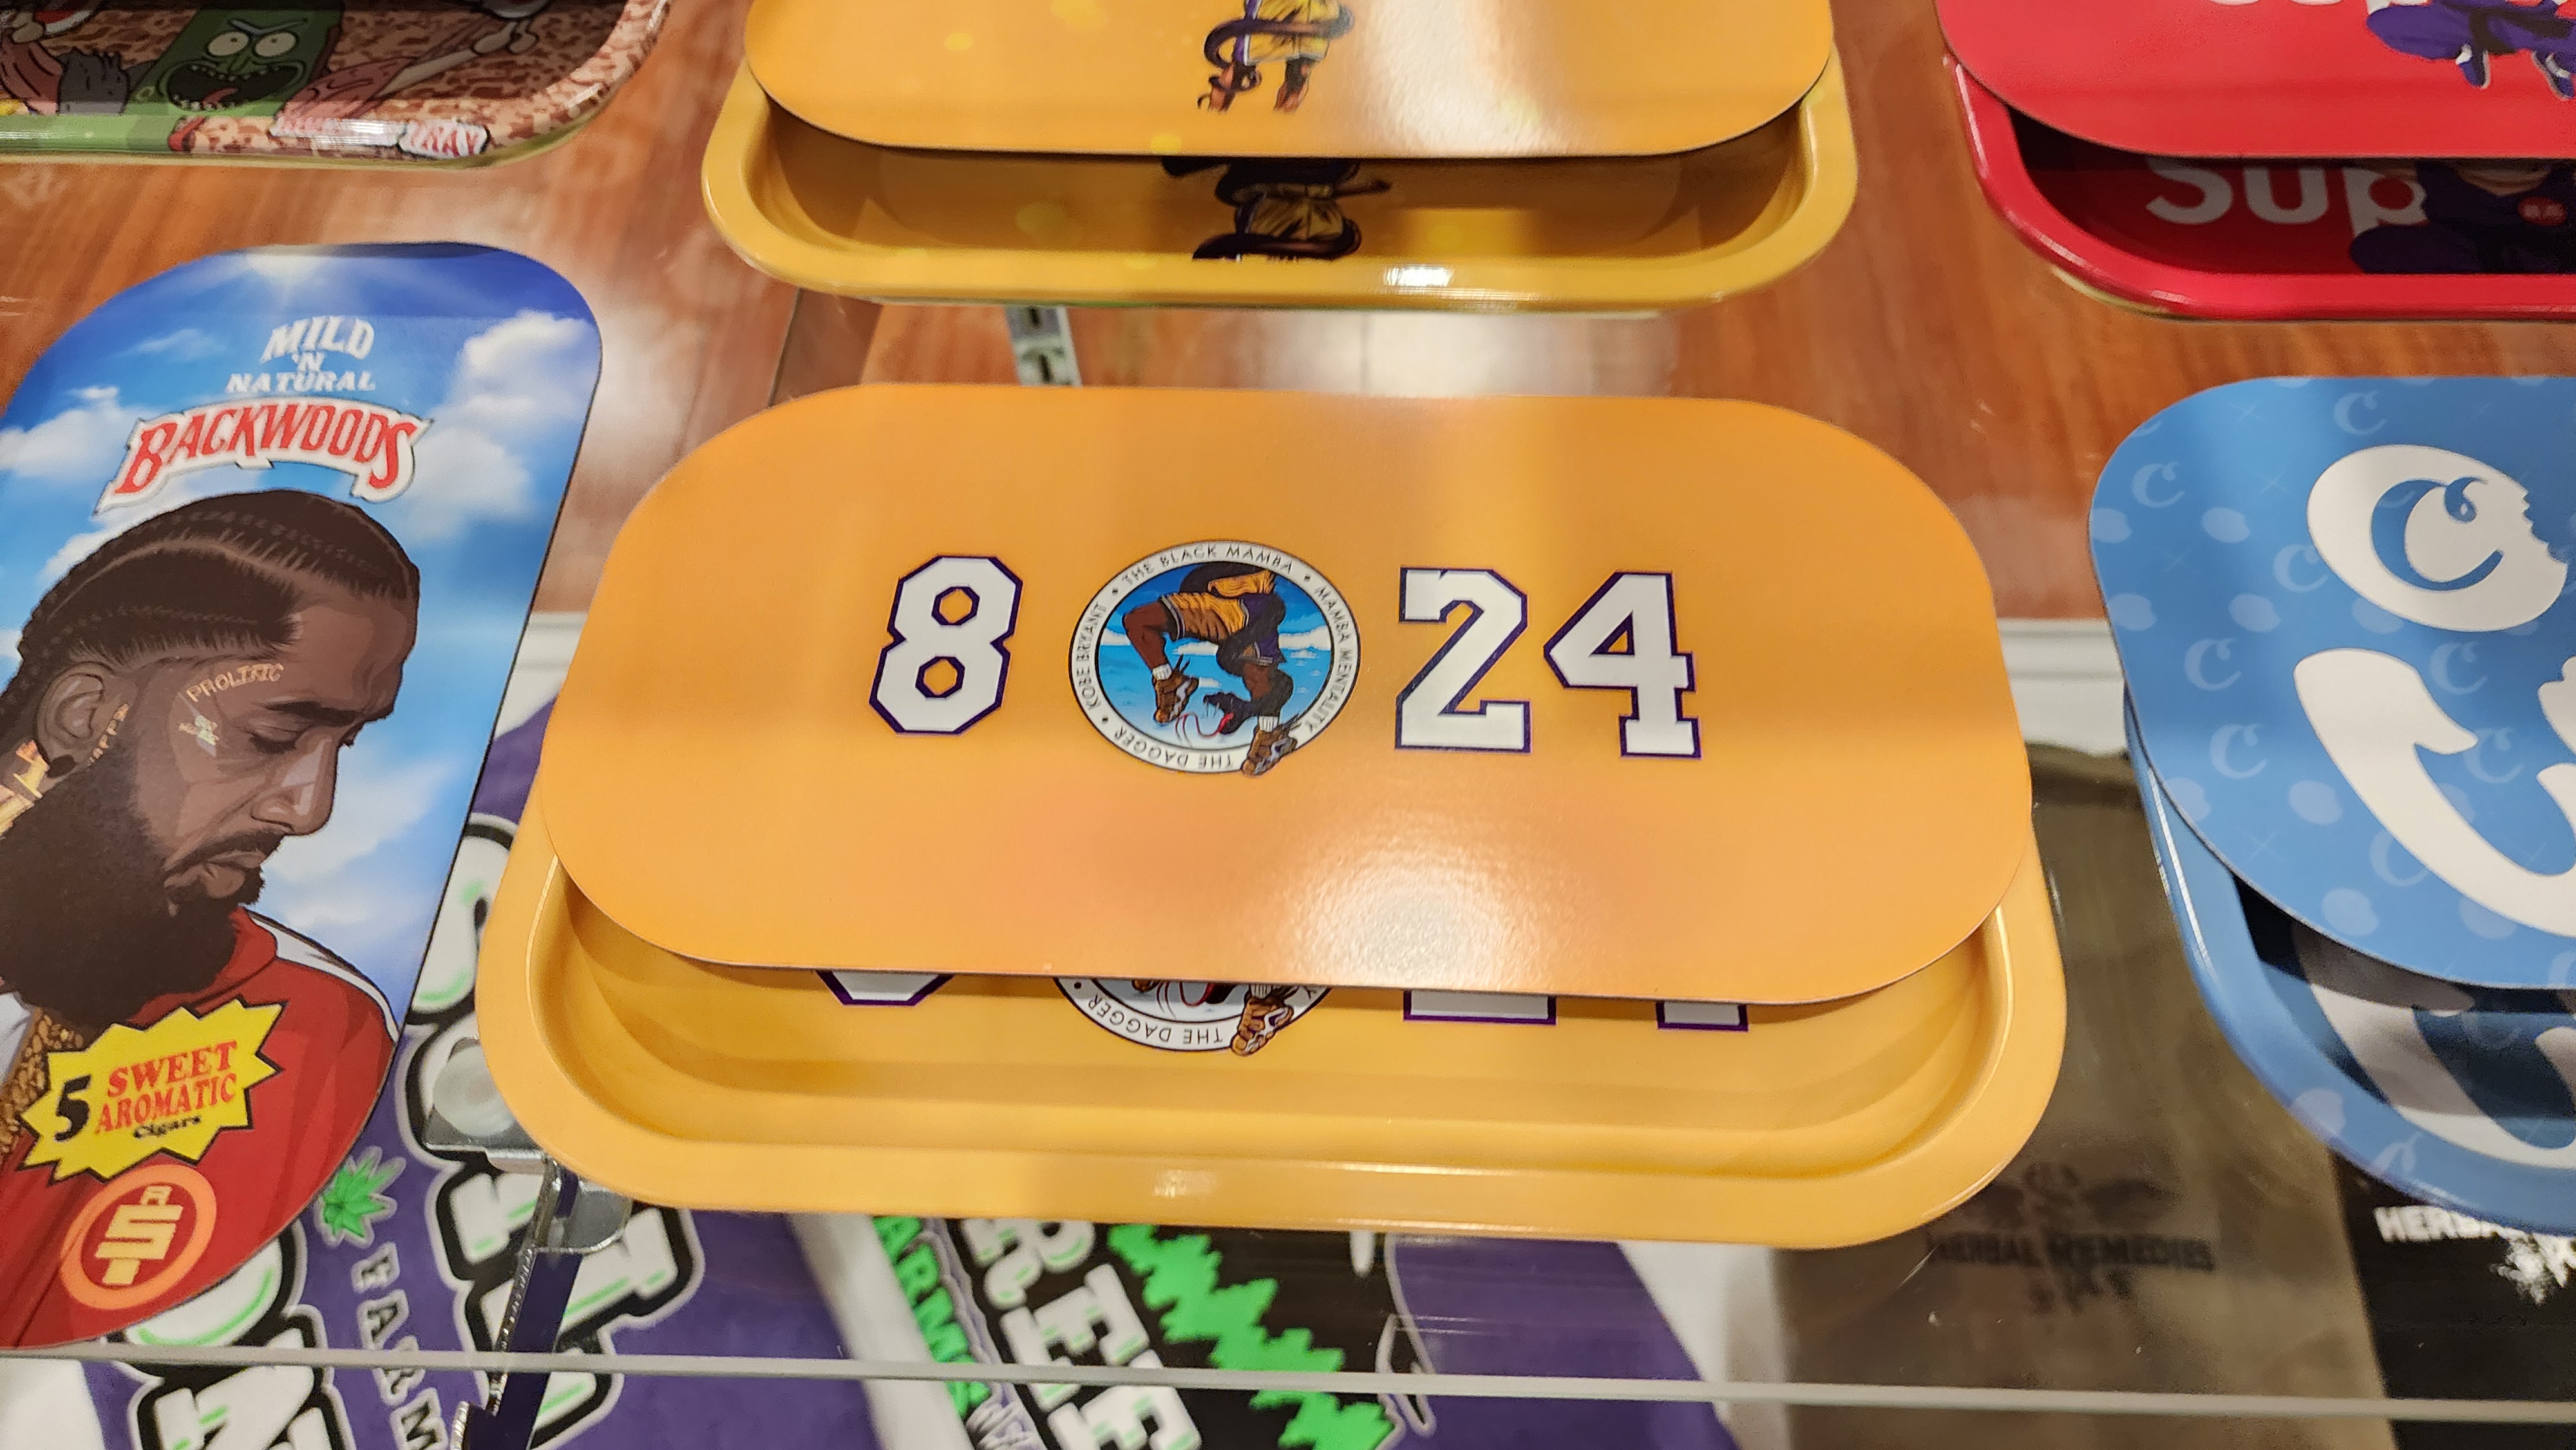 Sup
MILD
'N
NATURAL
BACKWOODS
PROLIFIC
8
THE BLACK MAMBA • MAMBA MENTALITY • THE DAGGER • KOBE BRYANT •
24
THE DAGGER
5 SWEET
AROMATIC
Cigars
FARM
HERBAL REMEDIES